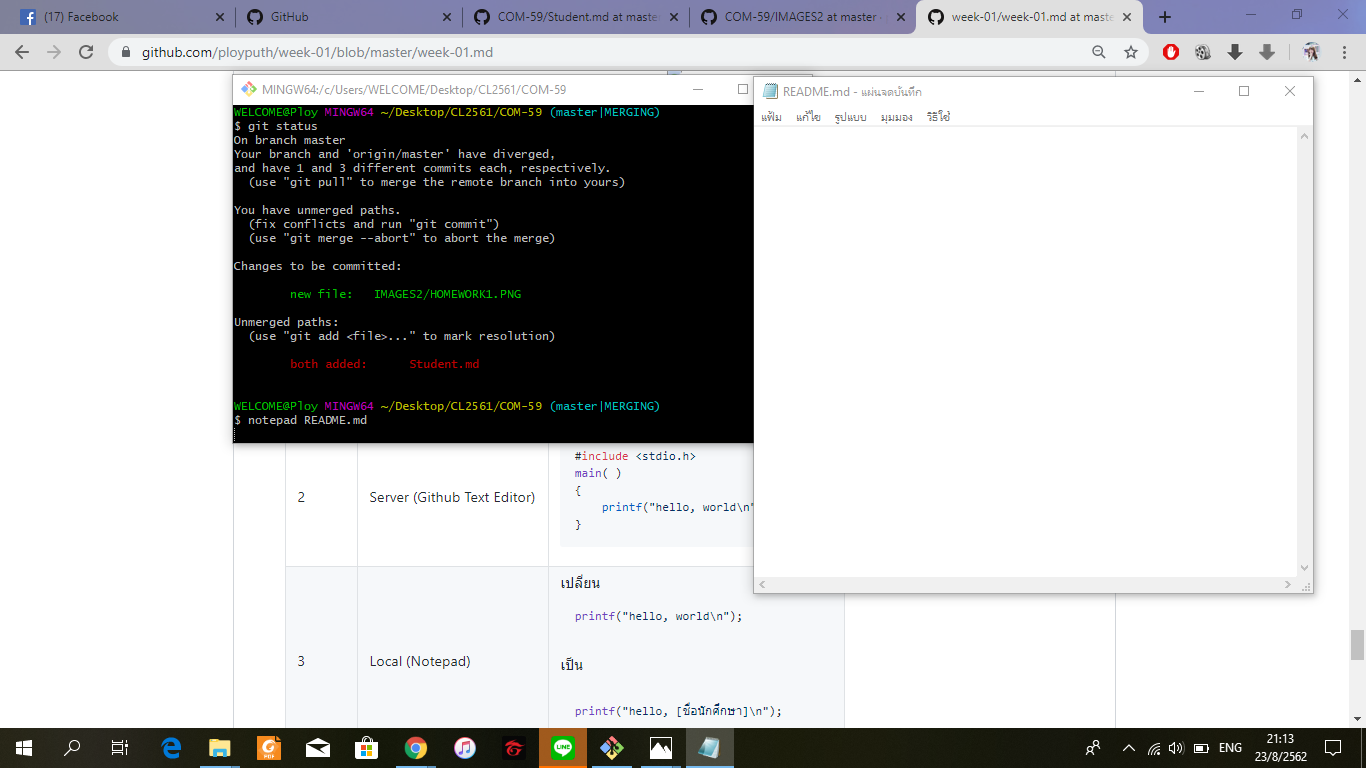 (17) Facebook
GitHub
COM-59/Student.md at maste
COM-59/IMAGES2 at master ·
week-01/week-01.md at maste
github.com/ployputh/week-01/blob/master/week-01.md
MINGW64:/c/Users/WELCOME/Desktop/CL2561/COM-59
WELCOME@Ploy MINGW64 ~/Desktop/CL2561/COM-59 (master|MERGING)
$ git status
On branch master
Your branch and 'origin/master' have diverged,
and have 1 and 3 different commits each, respectively.
(use "git pull" to merge the remote branch into yours)
You have unmerged paths.
(fix conflicts and run "git commit")
(use "git merge --abort" to abort the merge)
Changes to be committed:
new file:   IMAGES2/HOMEWORK1.PNG
Unmerged paths:
(use "git add <file>..." to mark resolution)
both added:      Student.md
WELCOME@Ploy MINGW64 ~/Desktop/CL2561/COM-59 (master|MERGING)
$ notepad README.md
README.md - แผ่นจดบันทึก
แฟ้ม แก้ไข รูปแบบ มุมมอง วิธีใช้
2
Server (Github Text Editor)
#include <stdio.h>
main( )
{
printf("hello, world\n"
}
3
Local (Notepad)
เปลี่ยน
printf("hello, world\n");
เป็น
printf("hello, [ชื่อนักศึกษา]\n");
PDF
LINE
ENG
21:13
23/8/2562